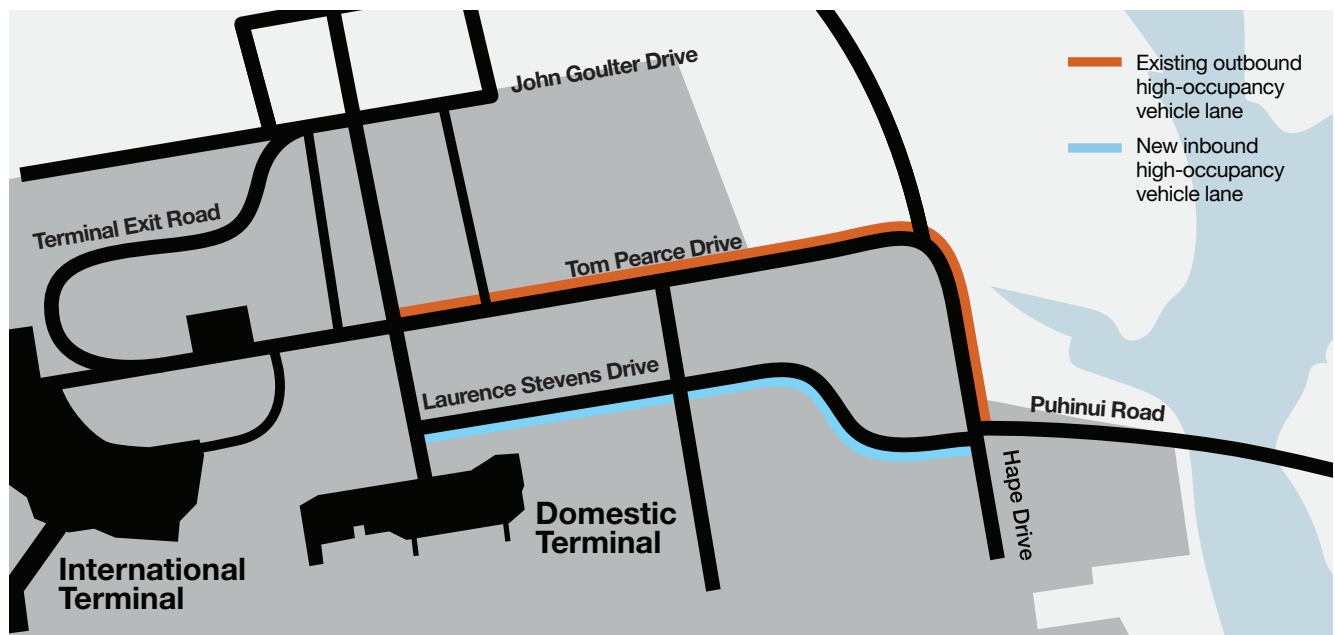 John Goulter Drive
Existing outbound
high-occupancy
vehicle lane
New inbound
high-occupancy
vehicle lane
Terminal Exit Road
Tom Pearce Drive
Laurence Stevens Drive
Puhinui Road
Hape Drive
Domestic
Terminal
International
Terminal